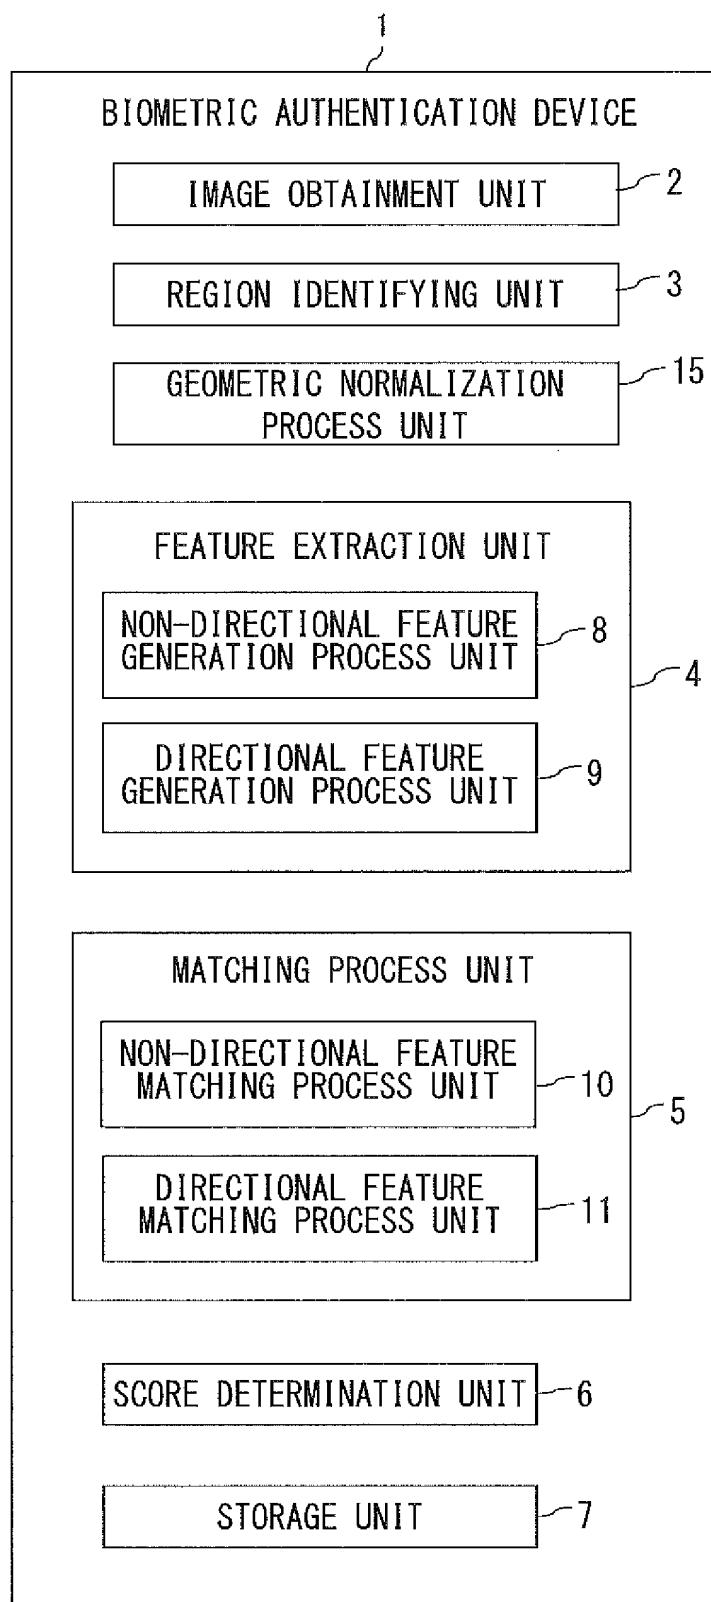 1
BIOMETRIC AUTHENTICATION DEVICE
IMAGE OBTAINMENT UNIT
2
REGION IDENTIFYING UNIT
3
GEOMETRIC NORMALIZATION
PROCESS UNIT
15
FEATURE EXTRACTION UNIT
NON-DIRECTIONAL FEATURE
GENERATION PROCESS UNIT
8
4
DIRECTIONAL FEATURE
GENERATION PROCESS UNIT
9
MATCHING PROCESS UNIT
NON-DIRECTIONAL FEATURE
MATCHING PROCESS UNIT
10
5
DIRECTIONAL FEATURE
MATCHING PROCESS UNIT
11
SCORE DETERMINATION UNIT
6
STORAGE UNIT
7